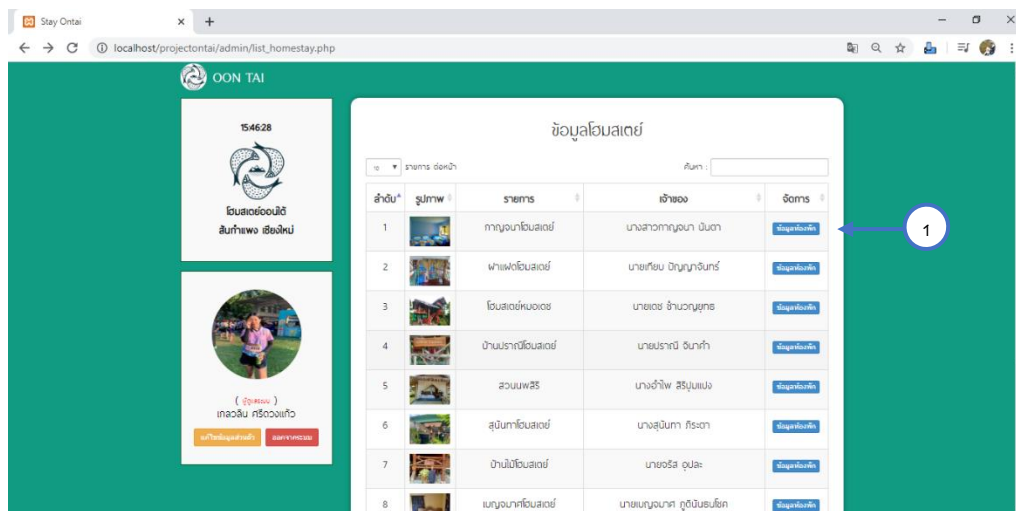 Stay Ontai
localhost/projectontai/admin/list_homestay.php
OON TAI
15:46:28
โฮมสเตย์ออนใต้
สันกำแพง เชียงใหม่
( ผู้ดูแลระบบ )
เกลวลิน ศรีดวงแก้ว
แก้ไขข้อมูลส่วนตัว ออกจากระบบ
ข้อมูลโฮมสเตย์
10 รายการ ต่อหน้า ค้นหา :
ลำดับ รูปภาพ รายการ เจ้าของ จัดการ
1 กาญจนาโฮมสเตย์ นางสาวกาญจนา นันตา ข้อมูลห้องพัก
2 ฝาแฝดโฮมสเตย์ นายเทียบ ปัญญาจันทร์ ข้อมูลห้องพัก
3 โฮมสเตย์หมอเดช นายเดช ชำนาญยุทธ ข้อมูลห้องพัก
4 บ้านปราณีโฮมสเตย์ นายปราณี จินาคำ ข้อมูลห้องพัก
5 สวนนพสิริ นางอำไพ สิริปุมแปง ข้อมูลห้องพัก
6 สุนันทาโฮมสเตย์ นางสุนันทา ภิระตา ข้อมูลห้องพัก
7 บ้านไม้โฮมสเตย์ นายจรัส อุปละ ข้อมูลห้องพัก
8 เบญจมาศโฮมสเตย์ นายเบญจมาศ ภูตินันธนโชค ข้อมูลห้องพัก
1